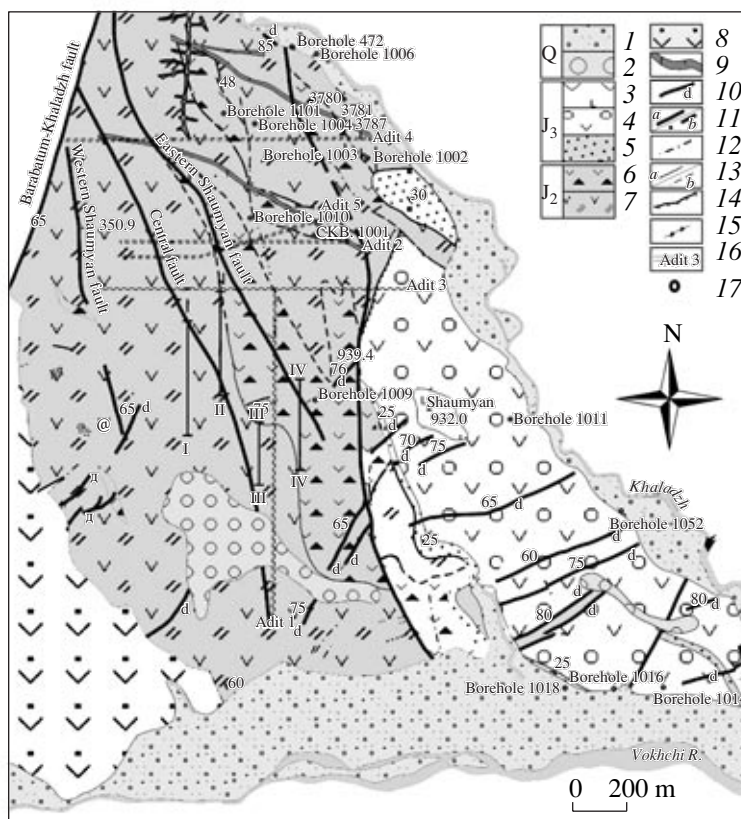 d
85
Borehole 472
Borehole 1006
48
3780
3781
3787
Borehole 1101
Borehole 1004
Adit 4
Borehole 1003
Borehole 1002
30
Barabatum-Khaladzh fault
65
Western Shaumyan fault
350.9
Central fault
Eastern Shaumyan fault
Adit 5
Borehole 1010
CKB 1001
Adit 2
Adit 3
939.4
76
d
Borehole 1009
Shaumyan
932.0
Borehole 1011
25
d
70
d
75
d
65
d
@
I
II
75
III
III
IV
IV
д
д
65
d
d
25
65
Khaladzh
Borehole 1052
d
60
75
d
d
80
d
80
d
25
Borehole 1018
Borehole 1016
d
Borehole 1014
d
Adit 1
75
d
60
Vokhchi R.
0 200 m
N
Q
J3
J2
1
2
3
4
5
6
7
8
9
d 10
a b 11
12
a b 13
14
15
Adit 3 16
17